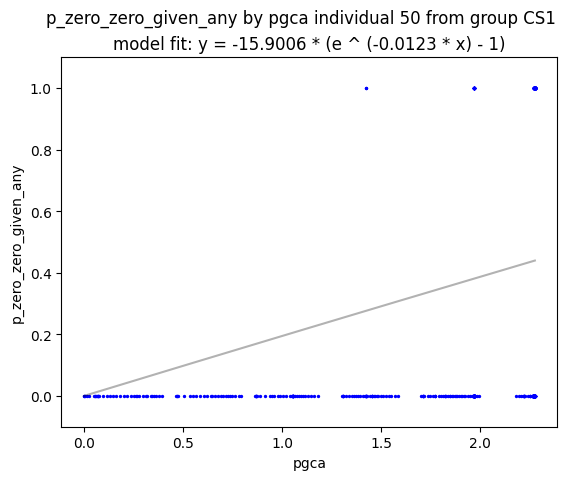 p_zero_zero_given_any by pgca individual 50 from group CS1
model fit: y = -15.9006 * (e ^ (-0.0123 * x) - 1)
1.0
0.8
0.6
0.4
0.2
0.0
p_zero_zero_given_any
0.0 0.5 1.0 1.5 2.0
pgca